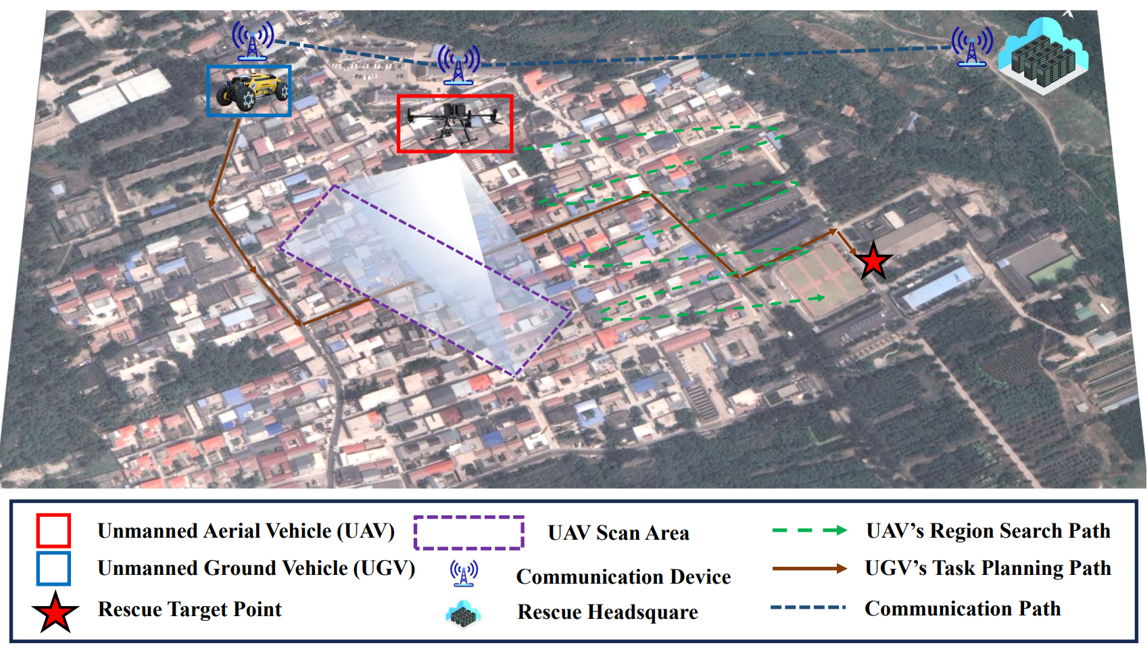 Unmanned Aerial Vehicle (UAV)
UAV Scan Area
UAV's Region Search Path
Unmanned Ground Vehicle (UGV)
Communication Device
UGV's Task Planning Path
Rescue Target Point
Rescue Headsquare
Communication Path